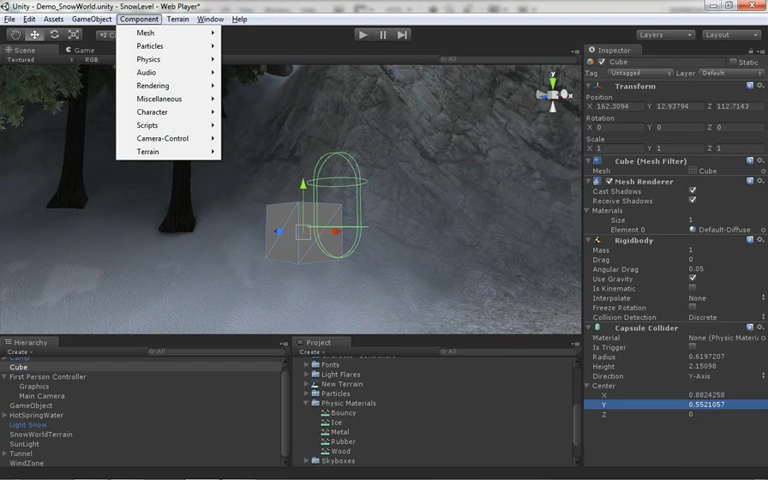 Unity - Demo_SnowWorld.unity - SnowLevel - Web Player*
File Edit Assets GameObject Component Terrain Window Help
Layers Layout
Scene Game
Textured RGB All
Mesh
Particles
Physics
Audio
Rendering
Miscellaneous
Character
Scripts
Camera-Control
Terrain
y
Inspector
Cube Static
Tag Untagged Layer Default
Transform
Position
X 162.3094 Y 12.93794 Z 112.7143
Rotation
X 0 Y 0 Z 0
Scale
X 1 Y 1 Z 1
Cube (Mesh Filter)
Mesh Cube
Mesh Renderer
Cast Shadows
Receive Shadows
Materials
Size 1
Element 0 Default-Diffuse
Rigidbody
Mass 1
Drag 0
Angular Drag 0.05
Use Gravity
Is Kinematic
Interpolate None
Freeze Rotation
Collision Detection Discrete
Capsule Collider
Material None (Physic Materi
Is Trigger
Radius 0.6197207
Height 2.15098
Direction Y-Axis
Center
X 0.8824258
Y 0.5521057
Z 0
Hierarchy
Create All
Cube
First Person Controller
Graphics
Main Camera
GameObject
HotSpringWater
Light Snow
SnowWorldTerrain
SunLight
Tunnel
WindZone
Project
Create All
Fonts
Light Flares
New Terrain
Particles
Physic Materials
Bouncy
Ice
Metal
Rubber
Wood
Skyboxes